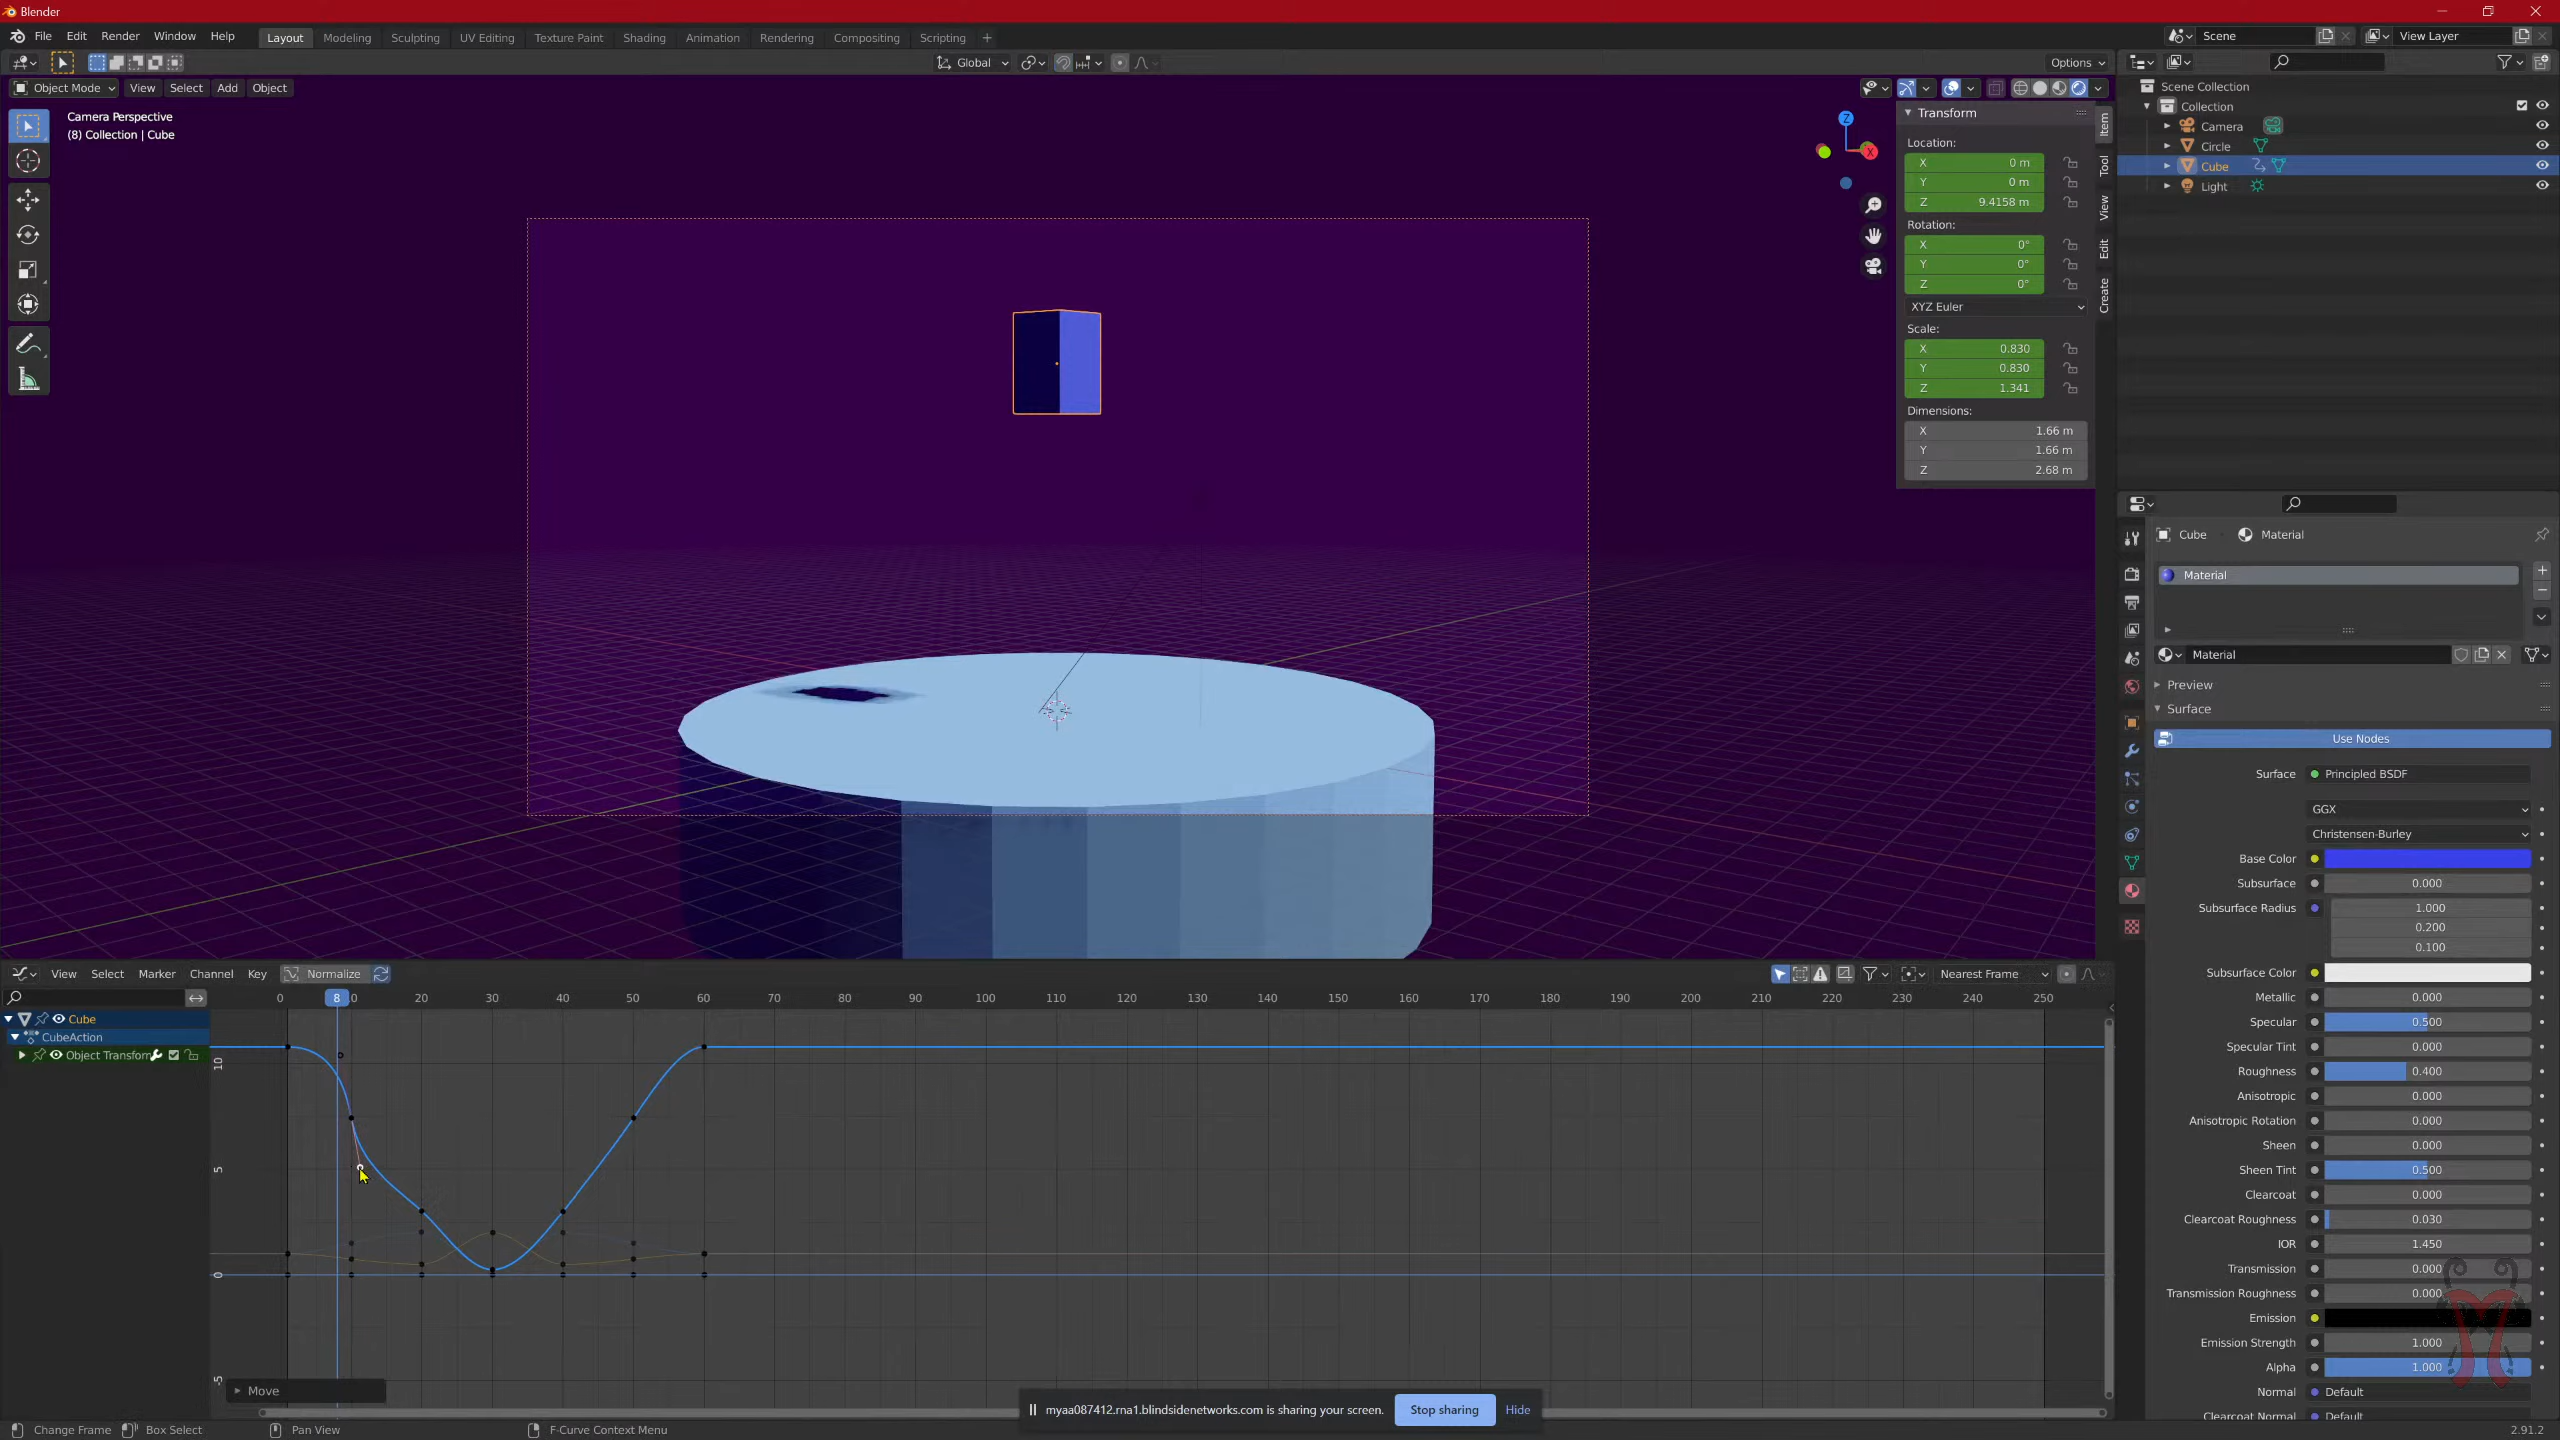 Blender
File Edit Render Window Help Layout Modeling Sculpting UV Editing Texture Paint Shading Animation Rendering Compositing Scripting + Scene View Layer
Global Options
Object Mode View Select Add Object
Camera Perspective
(8) Collection | Cube
Z
X
Transform
Location:
X 0 m
Y 0 m
Z 9.4158 m
Rotation:
X 0°
Y 0°
Z 0°
XYZ Euler
Scale:
X 0.830
Y 0.830
Z 1.341
Dimensions:
X 1.66 m
Y 1.66 m
Z 2.68 m
Item
Tool
View
Edit
Create
Scene Collection
Collection
Camera
Circle
Cube
Light
Cube Material
Material
Material
Preview
Surface
Use Nodes
Surface Principled BSDF
GGX
Christensen-Burley
Base Color
Subsurface 0.000
Subsurface Radius 1.000
0.200
0.100
Subsurface Color
Metallic 0.000
Specular 0.500
Specular Tint 0.000
Roughness 0.400
Anisotropic 0.000
Anisotropic Rotation 0.000
Sheen 0.000
Sheen Tint 0.500
Clearcoat 0.000
Clearcoat Roughness 0.030
IOR 1.450
Transmission 0.000
Transmission Roughness 0.000
Emission
Emission Strength 1.000
Alpha 1.000
Normal Default
Clearcoat Normal Default
View Select Marker Channel Key Normalize Nearest Frame
0 8 0 20 30 40 50 60 70 80 90 100 110 120 130 140 150 160 170 180 190 200 210 220 230 240 250
Cube
CubeAction
Object Transform
10
5
0
-5
Move
myaa087412.rna1.blindsidenetworks.com is sharing your screen. Stop sharing Hide
Change Frame Box Select Pan View F-Curve Context Menu 2.91.2